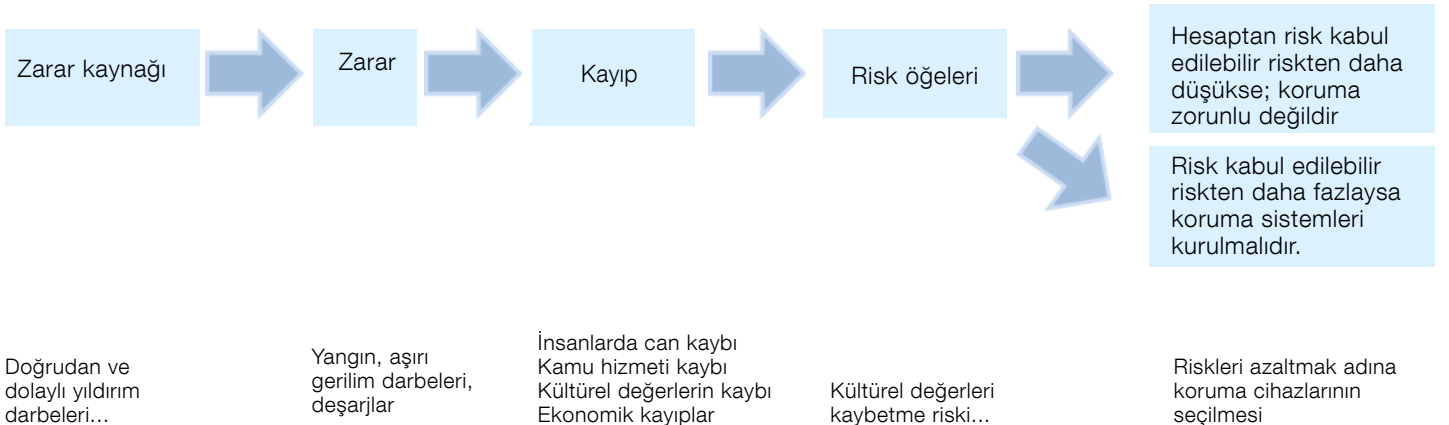 Zarar kaynağı
Zarar
Kayıp
Risk öğeleri
Hesaptan risk kabul
edilebilir riskten daha
düşükse; koruma
zorunlu değildir
Risk kabul edilebilir
riskten daha fazlaysa
koruma sistemleri
kurulmalıdır.
Doğrudan ve
dolaylı yıldırım
darbeleri...
Yangın, aşırı
gerilim darbeleri,
deşarjlar
İnsanlarda can kaybı
Kamu hizmeti kaybı
Kültürel değerlerin kaybı
Ekonomik kayıplar
Kültürel değerleri
kaybetme riski...
Riskleri azaltmak adına
koruma cihazlarının
seçilmesi